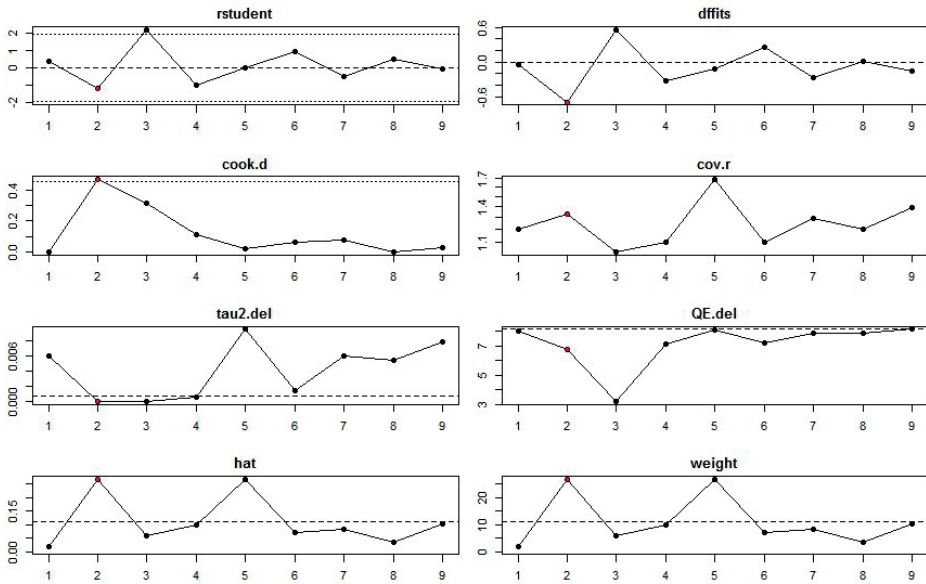 rstudent
2
1
0
-2
1 2 3 4 5 6 7 8 9
dffits
0.6
0.0
-0.6
1 2 3 4 5 6 7 8 9
cook.d
0.4
0.2
0.0
1 2 3 4 5 6 7 8 9
cov.r
1.7
1.4
1.1
1 2 3 4 5 6 7 8 9
tau2.del
0.006
0.000
1 2 3 4 5 6 7 8 9
QE.del
7
5
3
1 2 3 4 5 6 7 8 9
hat
0.15
0.00
1 2 3 4 5 6 7 8 9
weight
20
10
0
1 2 3 4 5 6 7 8 9